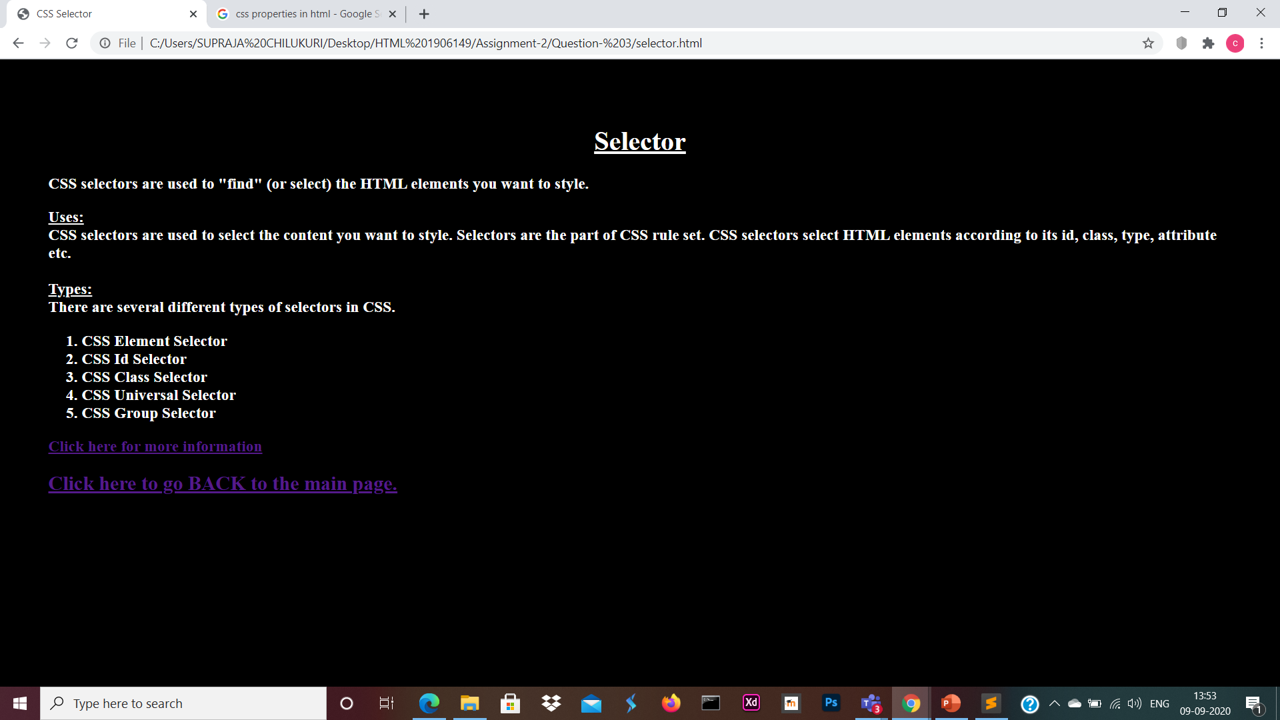 CSS Selector
css properties in html - Google S
File
C:/Users/SUPRAJA%20CHILUKURI/Desktop/HTML%201906149/Assignment-2/Question-%203/selector.html
C
Selector
CSS selectors are used to "find" (or select) the HTML elements you want to style.
Uses:
CSS selectors are used to select the content you want to style. Selectors are the part of CSS rule set. CSS selectors select HTML elements according to its id, class, type, attribute
etc.
Types:
There are several different types of selectors in CSS.
1. CSS Element Selector
2. CSS Id Selector
3. CSS Class Selector
4. CSS Universal Selector
5. CSS Group Selector
Click here for more information
Click here to go BACK to the main page.
Type here to search
Xd
m
Ps
3
P
S
?
ENG
13:53
09-09-2020
1